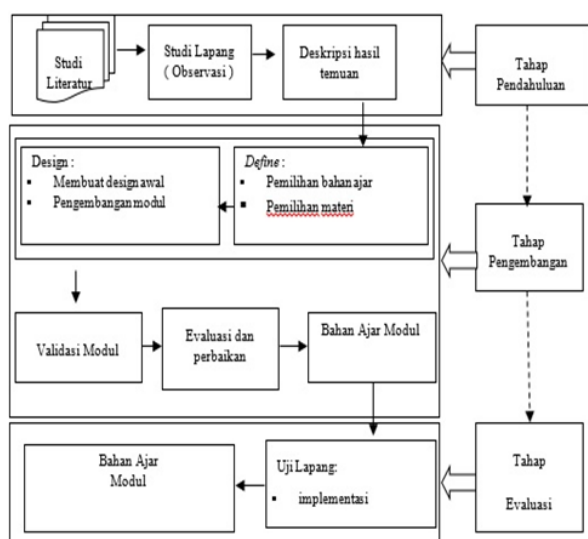 Studi
Literatur
Studi Lapang
( Observasi )
Deskripsi hasil
temuan
Tahap
Pendahuluan
Design :
▪ Membuat design awal
▪ Pengembangan modul
Define :
▪ Pemilihan bahan ajar
▪ Pemilihan materi
Tahap
Pengembangan
Validasi Modul
Evaluasi dan
perbaikan
Bahan Ajar Modul
Bahan Ajar
Modul
Uji Lapang:
▪ implementasi
Tahap
Evaluasi